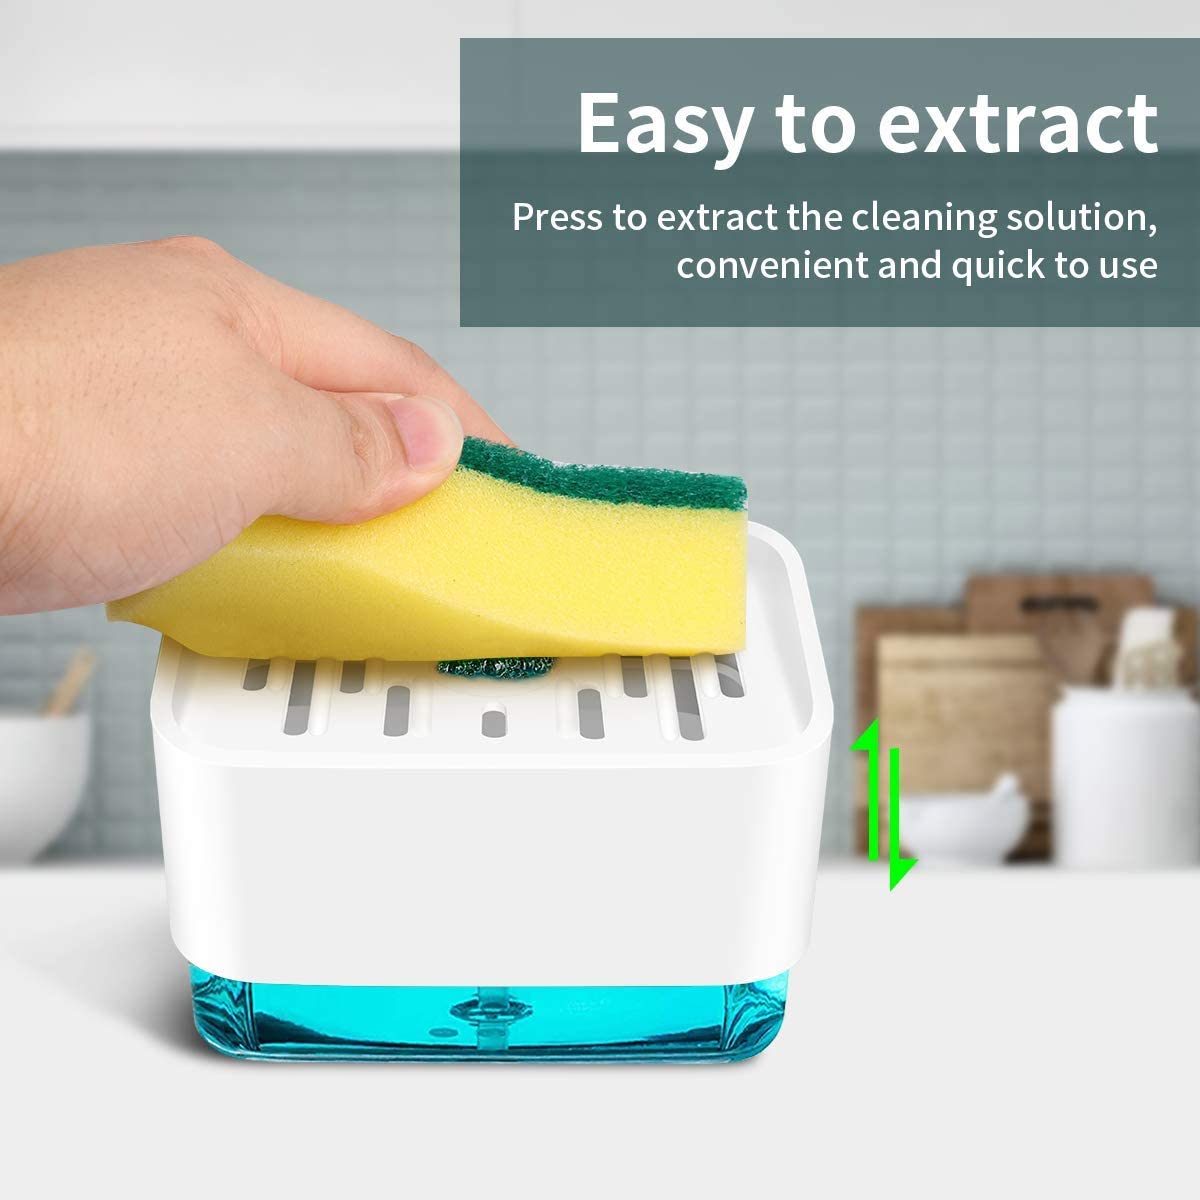 Easy to extract
Press to extract the cleaning solution,
convenient and quick to use